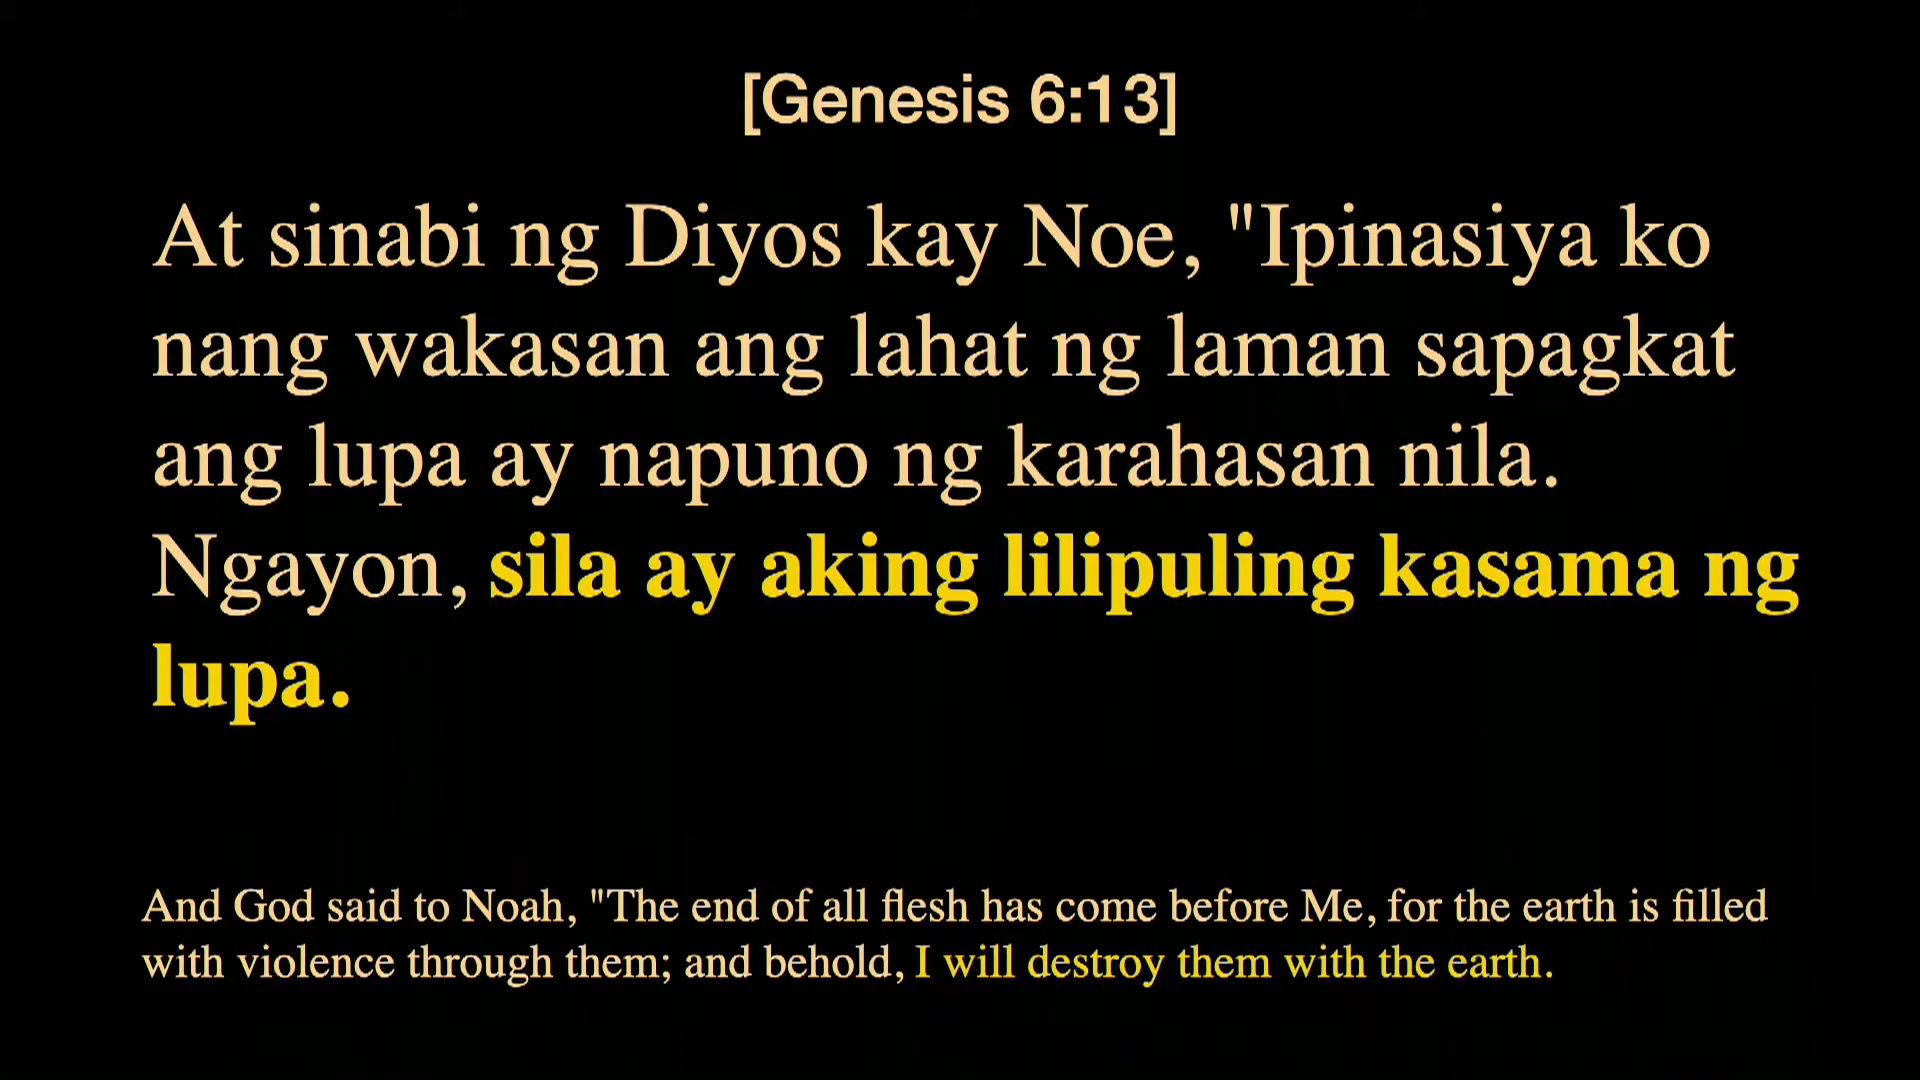 [Genesis 6:13]
At sinabi ng Diyos kay Noe, "Ipinasiya ko
nang wakasan ang lahat ng laman sapagkat
ang lupa ay napuno ng karahasan nila.
Ngayon, sila ay aking lilipuling kasama ng
lupa.
And God said to Noah, "The end of all flesh has come before Me, for the earth is filled
with violence through them; and behold, I will destroy them with the earth.